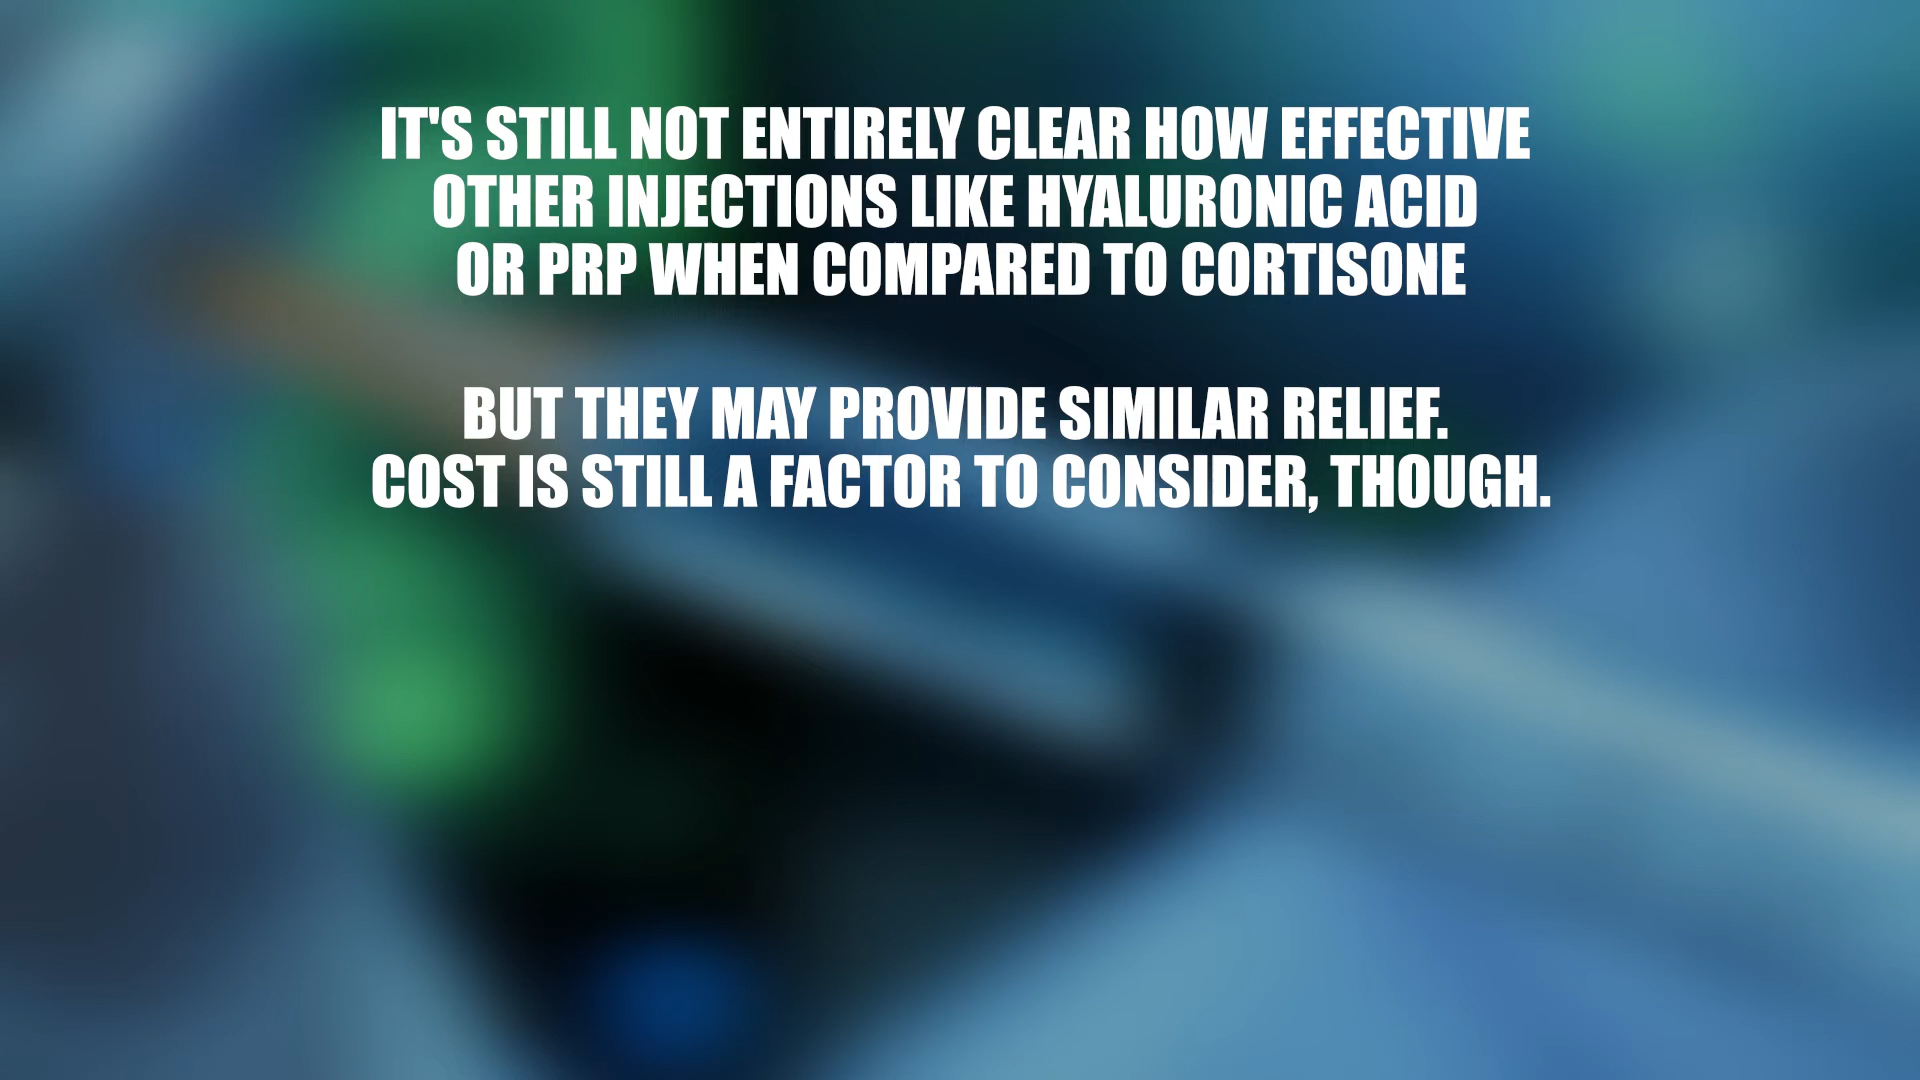 IT'S STILL NOT ENTIRELY CLEAR HOW EFFECTIVE
OTHER INJECTIONS LIKE HYALURONIC ACID
OR PRP WHEN COMPARED TO CORTISONE
BUT THEY MAY PROVIDE SIMILAR RELIEF.
COST IS STILL A FACTOR TO CONSIDER, THOUGH.